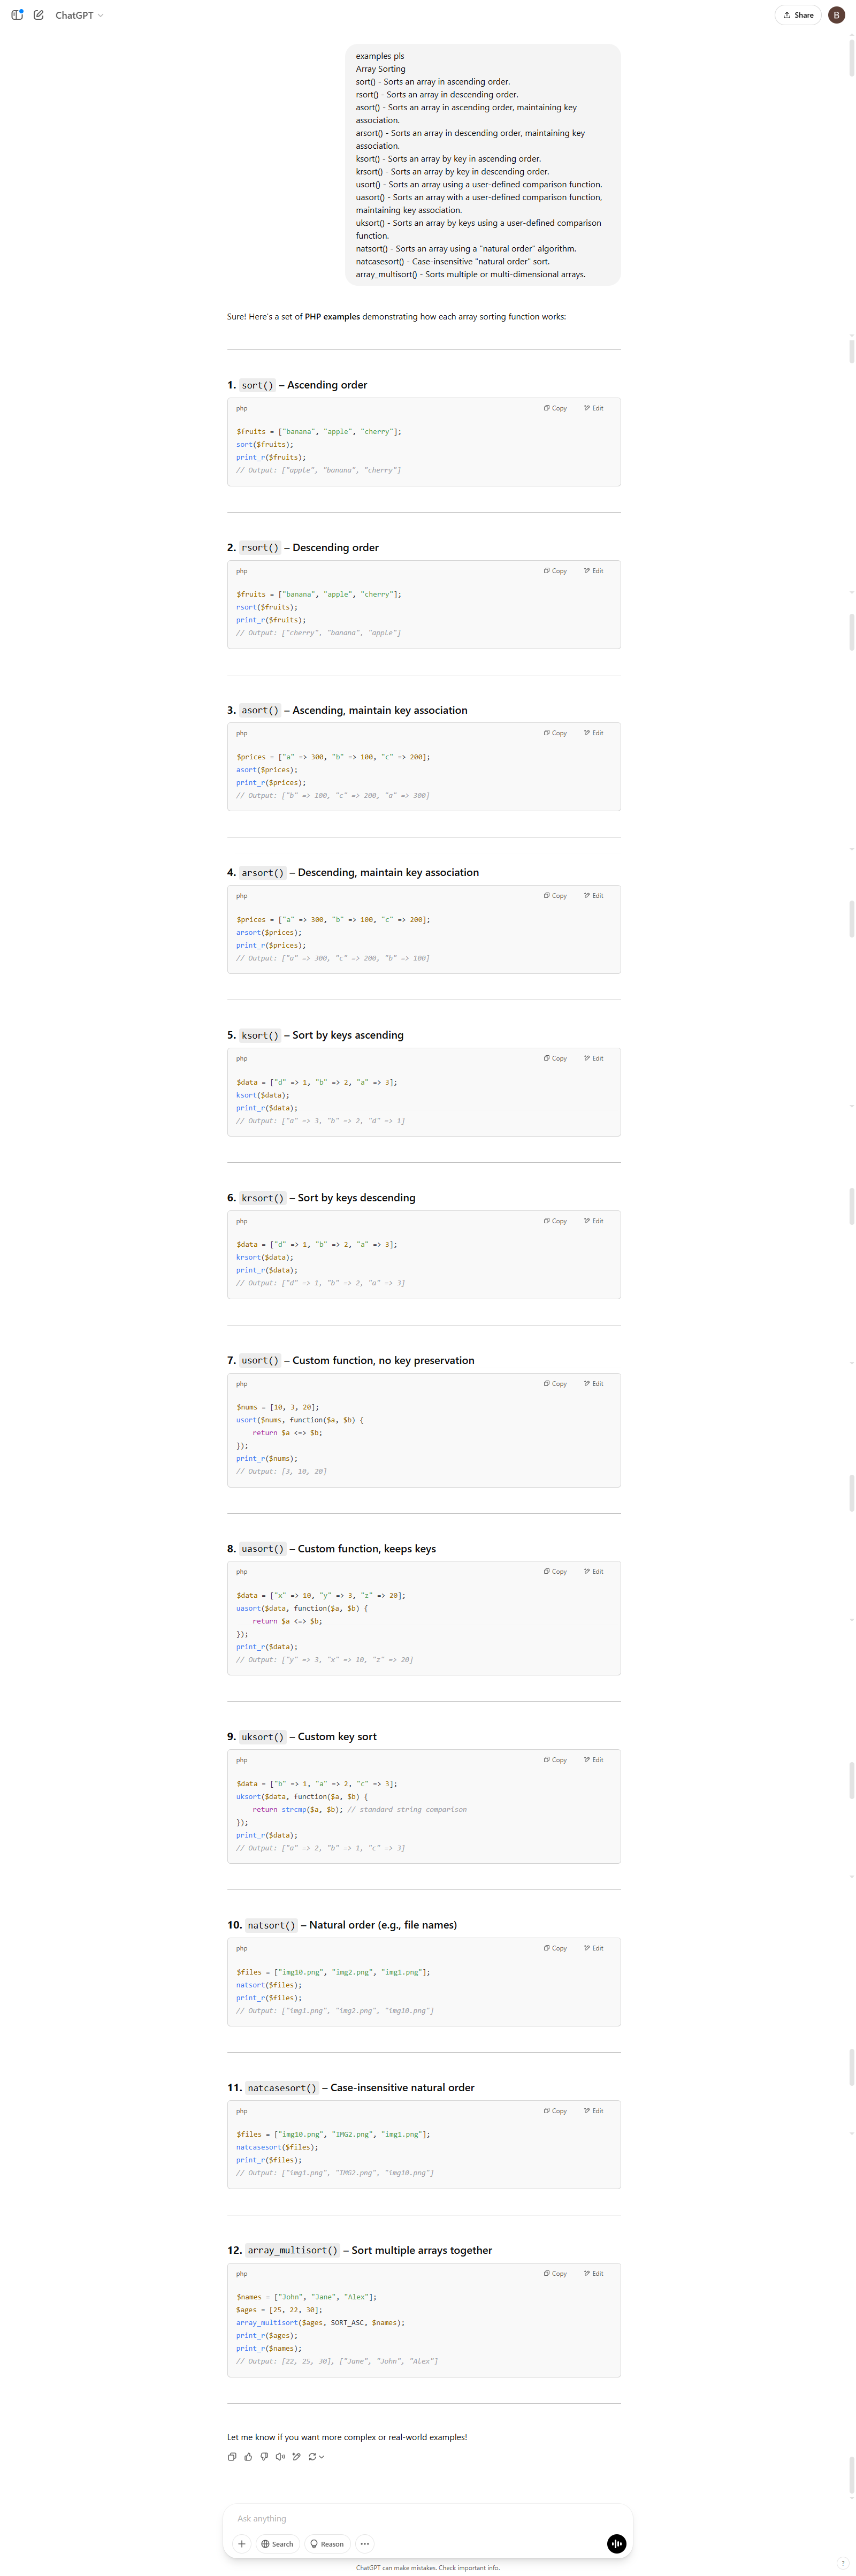 ChatGPT
Share
B
examples pls
Array Sorting
sort() - Sorts an array in ascending order.
rsort() - Sorts an array in descending order.
asort() - Sorts an array in ascending order, maintaining key
association.
arsort() - Sorts an array in descending order, maintaining key
association.
ksort() - Sorts an array by key in ascending order.
krsort() - Sorts an array by key in descending order.
usort() - Sorts an array using a user-defined comparison function.
uasort() - Sorts an array with a user-defined comparison function,
maintaining key association.
uksort() - Sorts an array by keys using a user-defined comparison
function.
natsort() - Sorts an array using a "natural order" algorithm.
natcasesort() - Case-insensitive "natural order" sort.
array_multisort() - Sorts multiple or multi-dimensional arrays.
Sure! Here's a set of PHP examples demonstrating how each array sorting function works:
1. sort() – Ascending order
php Copy Edit
$fruits = ["banana", "apple", "cherry"];
sort($fruits);
print_r($fruits);
// Output: ["apple", "banana", "cherry"]
2. rsort() – Descending order
php Copy Edit
$fruits = ["banana", "apple", "cherry"];
rsort($fruits);
print_r($fruits);
// Output: ["cherry", "banana", "apple"]
3. asort() – Ascending, maintain key association
php Copy Edit
$prices = ["a" => 300, "b" => 100, "c" => 200];
asort($prices);
print_r($prices);
// Output: ["b" => 100, "c" => 200, "a" => 300]
4. arsort() – Descending, maintain key association
php Copy Edit
$prices = ["a" => 300, "b" => 100, "c" => 200];
arsort($prices);
print_r($prices);
// Output: ["a" => 300, "c" => 200, "b" => 100]
5. ksort() – Sort by keys ascending
php Copy Edit
$data = ["d" => 1, "b" => 2, "a" => 3];
ksort($data);
print_r($data);
// Output: ["a" => 3, "b" => 2, "d" => 1]
6. krsort() – Sort by keys descending
php Copy Edit
$data = ["d" => 1, "b" => 2, "a" => 3];
krsort($data);
print_r($data);
// Output: ["d" => 1, "b" => 2, "a" => 3]
7. usort() – Custom function, no key preservation
php Copy Edit
$nums = [10, 3, 20];
usort($nums, function($a, $b) {
    return $a <=> $b;
});
print_r($nums);
// Output: [3, 10, 20]
8. uasort() – Custom function, keeps keys
php Copy Edit
$data = ["x" => 10, "y" => 3, "z" => 20];
uasort($data, function($a, $b) {
    return $a <=> $b;
});
print_r($data);
// Output: ["y" => 3, "x" => 10, "z" => 20]
9. uksort() – Custom key sort
php Copy Edit
$data = ["b" => 1, "a" => 2, "c" => 3];
uksort($data, function($a, $b) {
    return strcmp($a, $b); // standard string comparison
});
print_r($data);
// Output: ["a" => 2, "b" => 1, "c" => 3]
10. natsort() – Natural order (e.g., file names)
php Copy Edit
$files = ["img10.png", "img2.png", "img1.png"];
natsort($files);
print_r($files);
// Output: ["img1.png", "img2.png", "img10.png"]
11. natcasesort() – Case-insensitive natural order
php Copy Edit
$files = ["img10.png", "IMG2.png", "img1.png"];
natcasesort($files);
print_r($files);
// Output: ["img1.png", "IMG2.png", "img10.png"]
12. array_multisort() – Sort multiple arrays together
php Copy Edit
$names = ["John", "Jane", "Alex"];
$ages = [25, 22, 30];
array_multisort($ages, SORT_ASC, $names);
print_r($ages);
print_r($names);
// Output: [22, 25, 30], ["Jane", "John", "Alex"]
Let me know if you want more complex or real-world examples!
Ask anything
Search Reason
ChatGPT can make mistakes. Check important info.
?